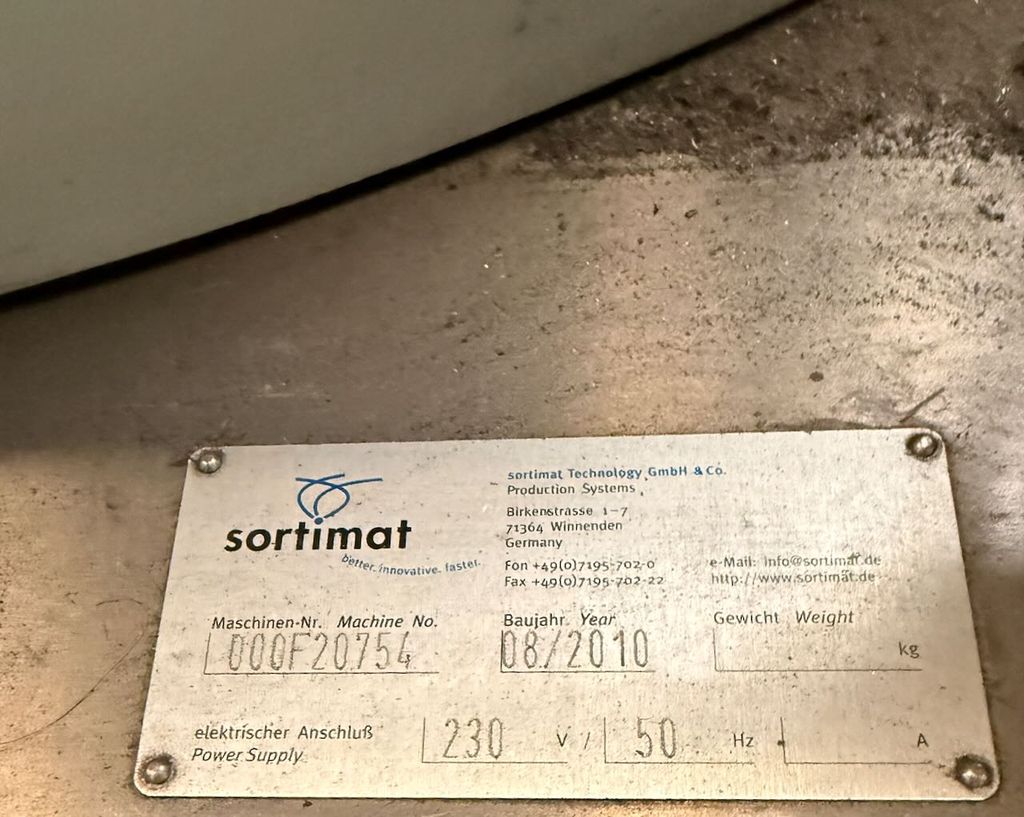 sortimat
better. innovative. faster.
sortimat Technology GmbH & Co.
Production Systems
Birkenstrasse 1-7
71364 Winnenden
Germany
Fon +49(0)7195-702-0
Fax +49(0)7195-702-22
e-Mail: info@sortimat.de
http://www.sortimat.de
Maschinen-Nr. Machine No.
000F20754
Baujahr Year
08/2010
Gewicht Weight
kg
elektrischer Anschluß
Power Supply
230 V / 50 Hz A